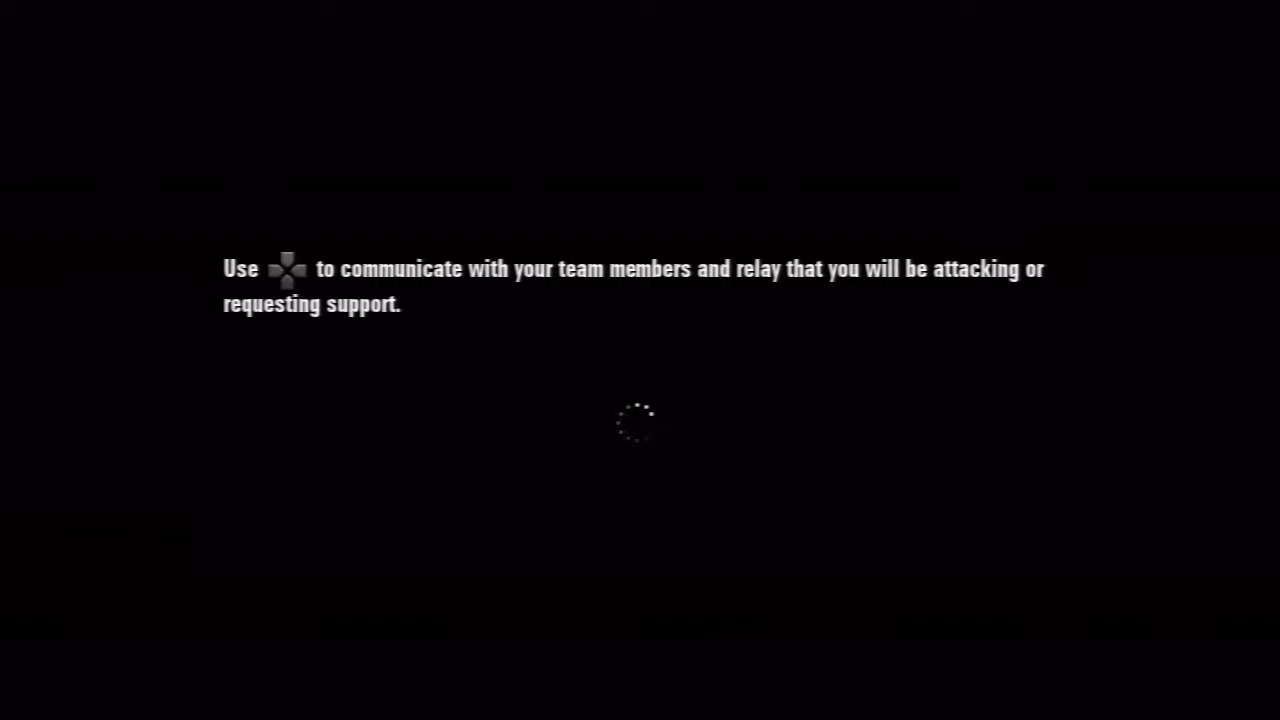 Use to communicate with your team members and relay that you will be attacking or
requesting support.